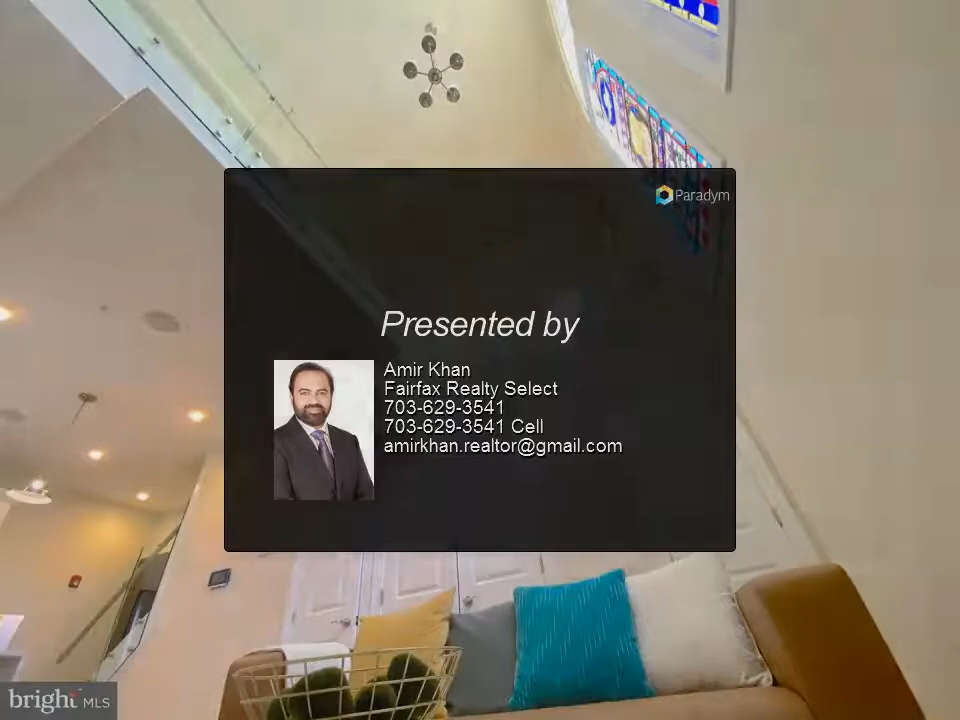 Paradym
Presented by
Amir Khan
Fairfax Realty Select
703-629-3541
703-629-3541 Cell
amirkhan.realtor@gmail.com
bright MLS